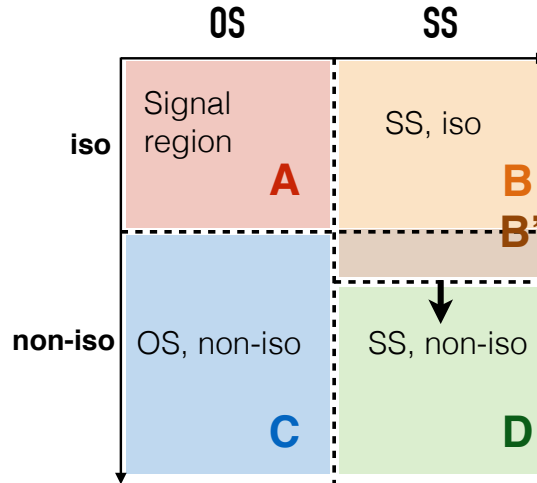 OS SS
Signal
region
SS, iso
iso
A
B
B'
non-iso
OS, non-iso
SS, non-iso
C
D